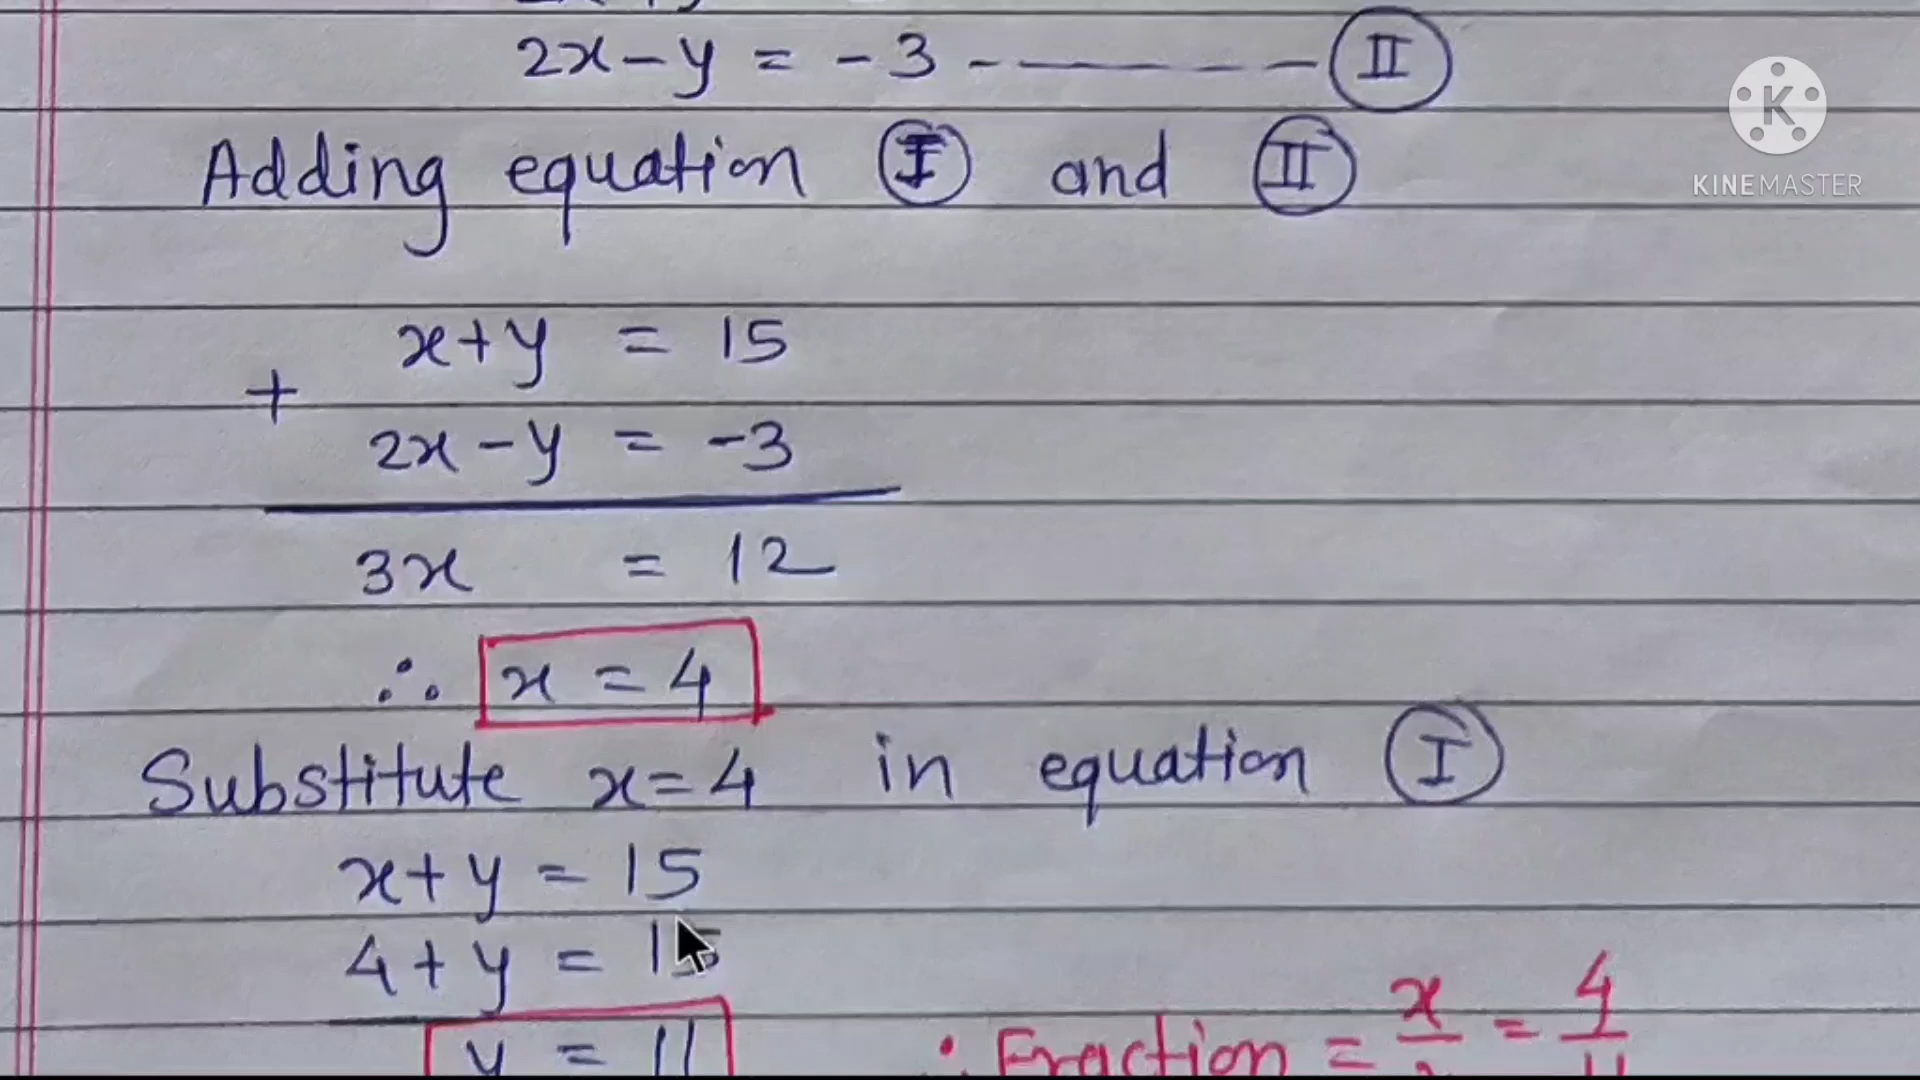 2x - y = -3 - - - - - - - (II)
K
KINEMASTER
Adding equation (I) and (II)
x + y = 15
+
2x - y = -3
3x = 12
∴ x = 4
Substitute x = 4 in equation (I)
x + y = 15
4 + y = 15
y = 11
∴ Fraction = x/ = 4/11